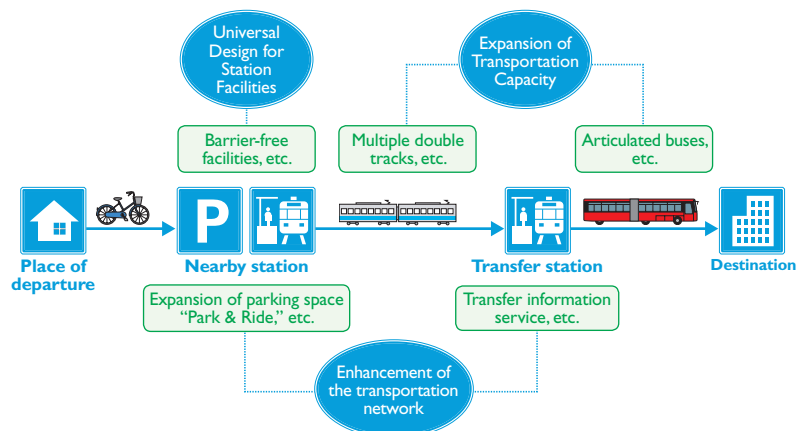 Universal
Design for
Station
Facilities
Expansion of
Transportation
Capacity
Barrier-free
facilities, etc.
Multiple double
tracks, etc.
Articulated buses,
etc.
P
Place of
departure
Nearby station
Transfer station
Destination
Expansion of parking space
“Park & Ride,” etc.
Transfer information
service, etc.
Enhancement of
the transportation
network